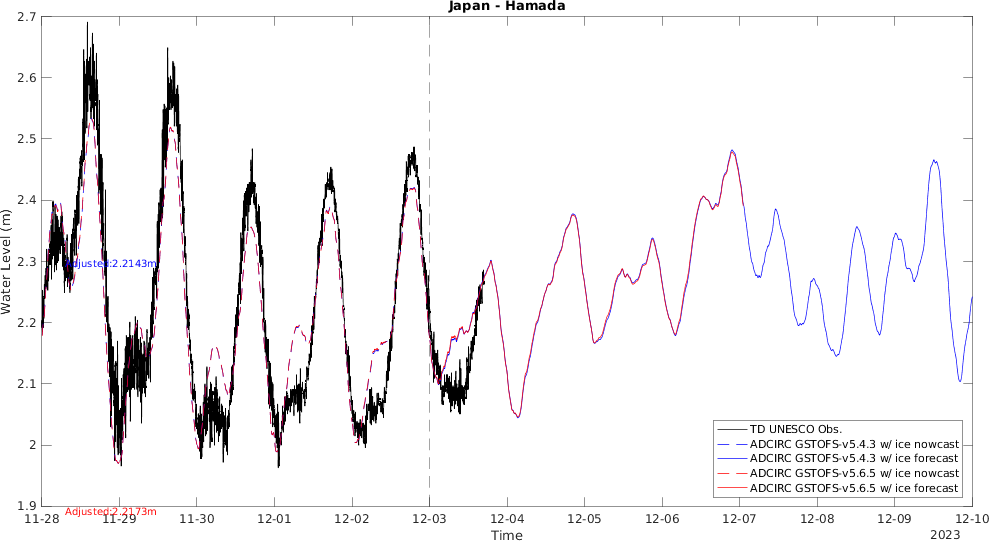 Japan - Hamada
Water Level (m)
2.7
2.6
2.5
2.4
2.3
2.2
2.1
2
1.9
Adjusted:2.2143m
Adjusted:2.2173m
TD UNESCO Obs.
ADCIRC GSTOFS-v5.4.3 w/ ice nowcast
ADCIRC GSTOFS-v5.4.3 w/ ice forecast
ADCIRC GSTOFS-v5.6.5 w/ ice nowcast
ADCIRC GSTOFS-v5.6.5 w/ ice forecast
11-28 11-29 11-30 12-01 12-02 12-03 12-04 12-05 12-06 12-07 12-08 12-09 12-10
Time
2023